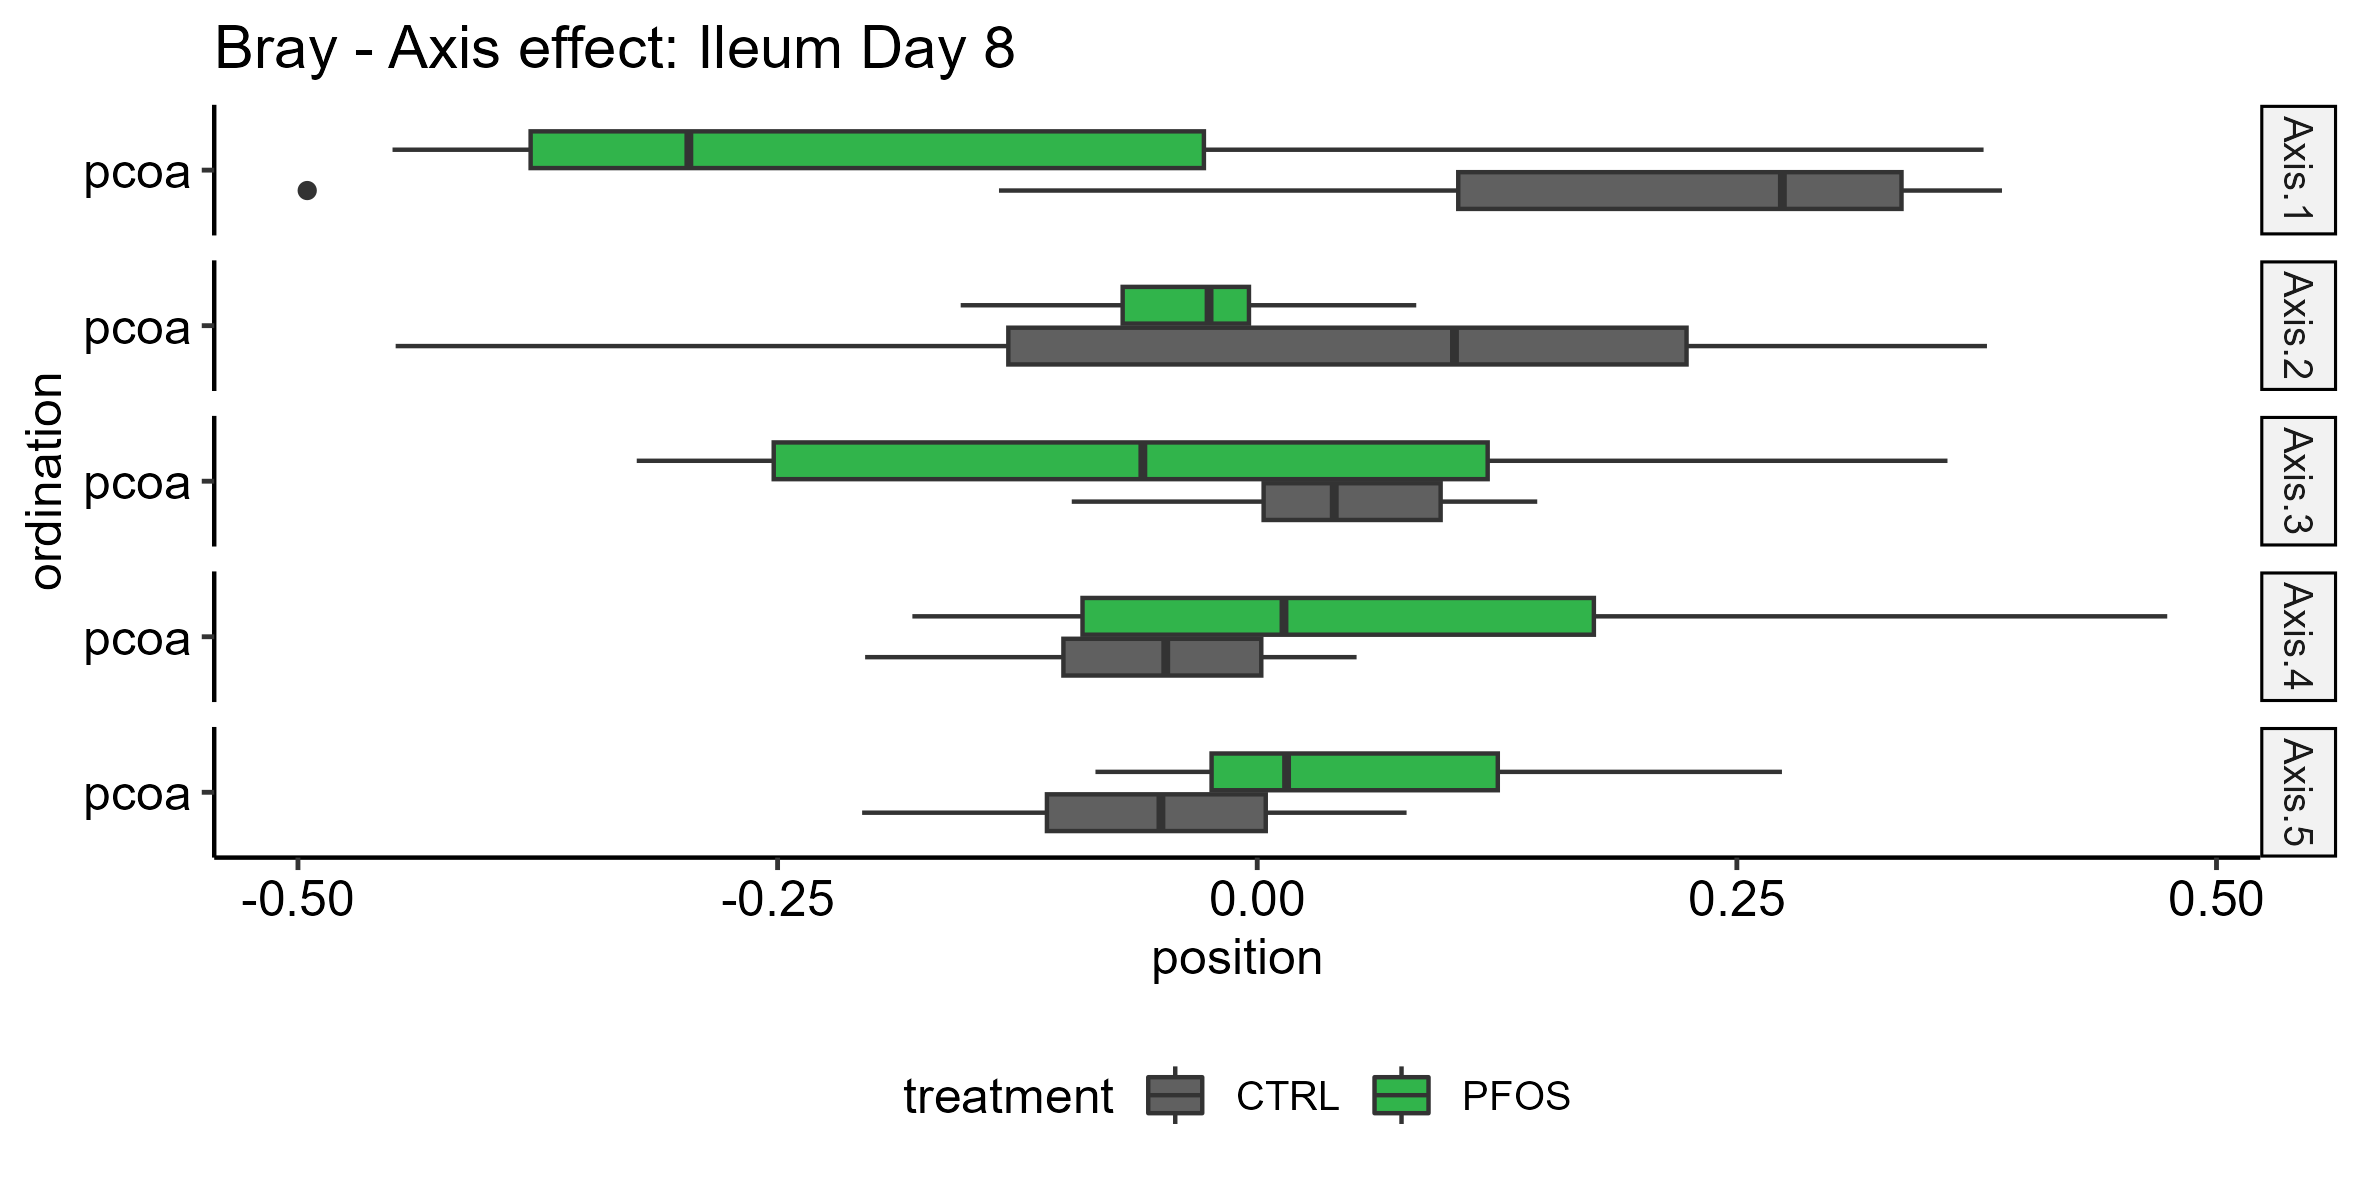 Bray - Axis effect: Ileum Day 8
pcoa
Axis.1
pcoa
Axis.2
pcoa
Axis.3
pcoa
Axis.4
pcoa
Axis.5
ordination
-0.50 -0.25 0.00 0.25 0.50
position
treatment CTRL PFOS